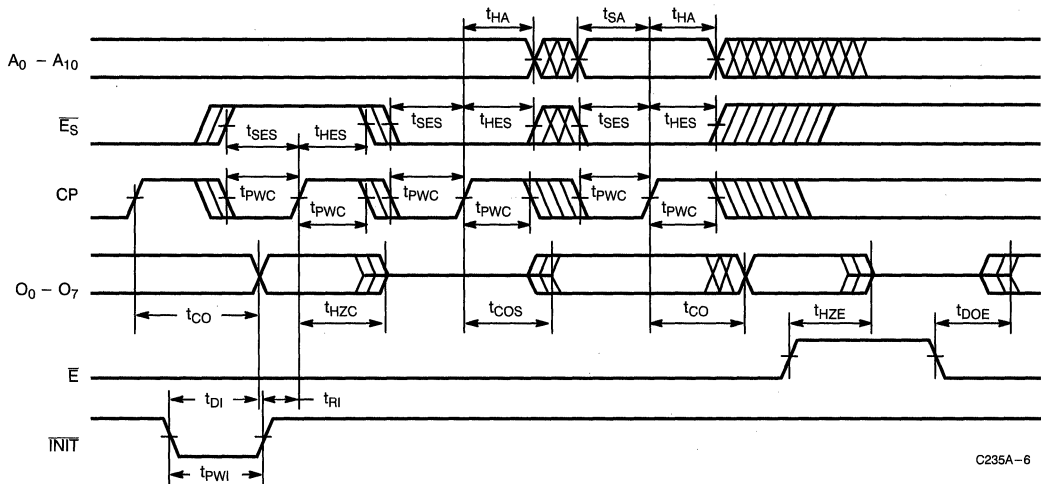 tHA tSA tHA
A0 – A10
ES
tSES tHES tSES tHES tSES tHES
CP
tPWC tPWC tPWC
tPWC tPWC tPWC
O0 – O7
tCO tHZC tCOS tCO tHZE tDOE
E
tDI tRI
INIT
tPWI
C235A–6